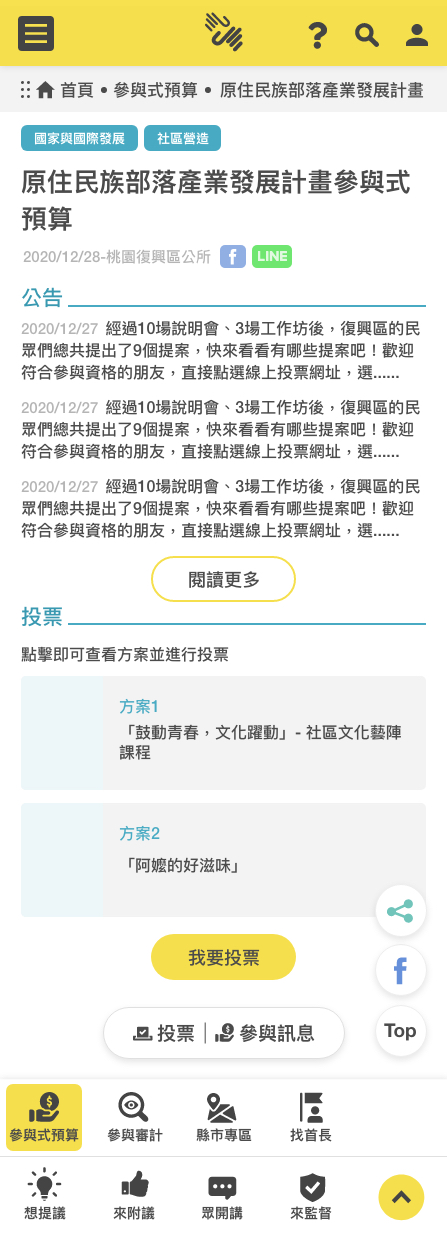 首頁 • 參與式預算 • 原住民族部落產業發展計畫
國家與國際發展 社區營造
原住民族部落產業發展計畫參與式
預算
2020/12/28-桃園復興區公所 f LINE
公告
2020/12/27 經過10場說明會、3場工作坊後，復興區的民
眾們總共提出了9個提案，快來看看有哪些提案吧！歡迎
符合參與資格的朋友，直接點選線上投票網址，選......
2020/12/27 經過10場說明會、3場工作坊後，復興區的民
眾們總共提出了9個提案，快來看看有哪些提案吧！歡迎
符合參與資格的朋友，直接點選線上投票網址，選......
2020/12/27 經過10場說明會、3場工作坊後，復興區的民
眾們總共提出了9個提案，快來看看有哪些提案吧！歡迎
符合參與資格的朋友，直接點選線上投票網址，選......
閱讀更多
投票
點擊即可查看方案並進行投票
方案1
「鼓動青春，文化躍動」- 社區文化藝陣
課程
方案2
「阿嬤的好滋味」
我要投票
f
Top
投票｜參與訊息
參與式預算 參與審計 縣市專區 找首長
想提議 來附議 眾開講 來監督